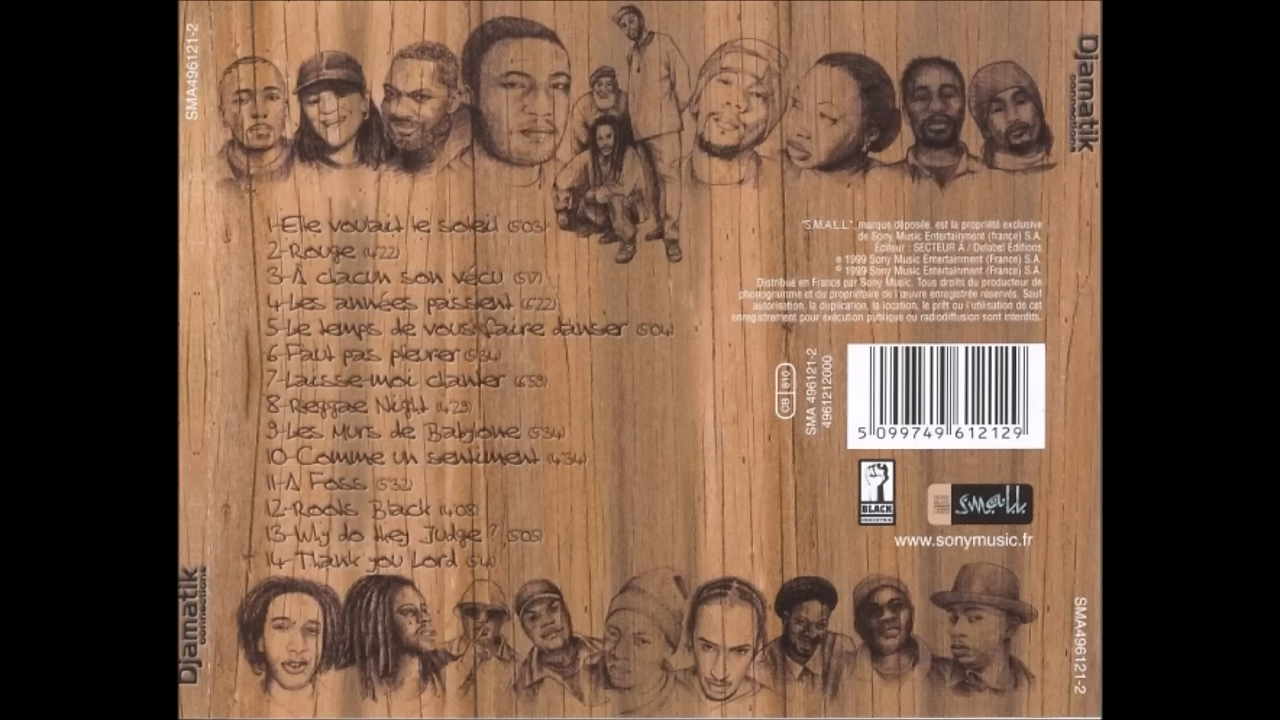 SMA496121-2
Djamatik
connections
1-Elle voulait le soleil (5'03)
2-Rouge (4'22)
3-A chacun son vécu (5'17)
4-Les années passent (6'22)
5-Le temps de vous faire danser (5'04)
6-Faut pas pleurer (5'34)
7-Laisse-moi chanter (6'59)
8-Reggae Night (4'29)
9-Les Murs de Babylone (5'34)
10-Comme un sentiment (4'34)
11-A Foss (5'32)
12-Roots Black (4'08)
13-Why do they Judge? (5'05)
14-Thank you Lord
"S.M.A.L.L", marque déposée, est la propriété exclusive
de Sony Music Entertainment (france) S.A.
Éditeur : SECTEUR A / Delabel Éditions
℗ 1999 Sony Music Entertainment (France) S.A.
© 1999 Sony Music Entertainment (France) S.A.
Distribué en France par Sony Music. Tous droits du producteur de
phonogramme et du propriétaire de l'œuvre enregistrée réservés. Sauf
autorisation, la duplication, la location, le prêt ou l'utilisation de cet
enregistrement pour exécution publique ou radiodiffusion sont interdits.
CB 810
SMA 496121-2
4961212000
5 099749 612129
BLACK
small
www.sonymusic.fr
Djamatik
connections
SMA496121-2